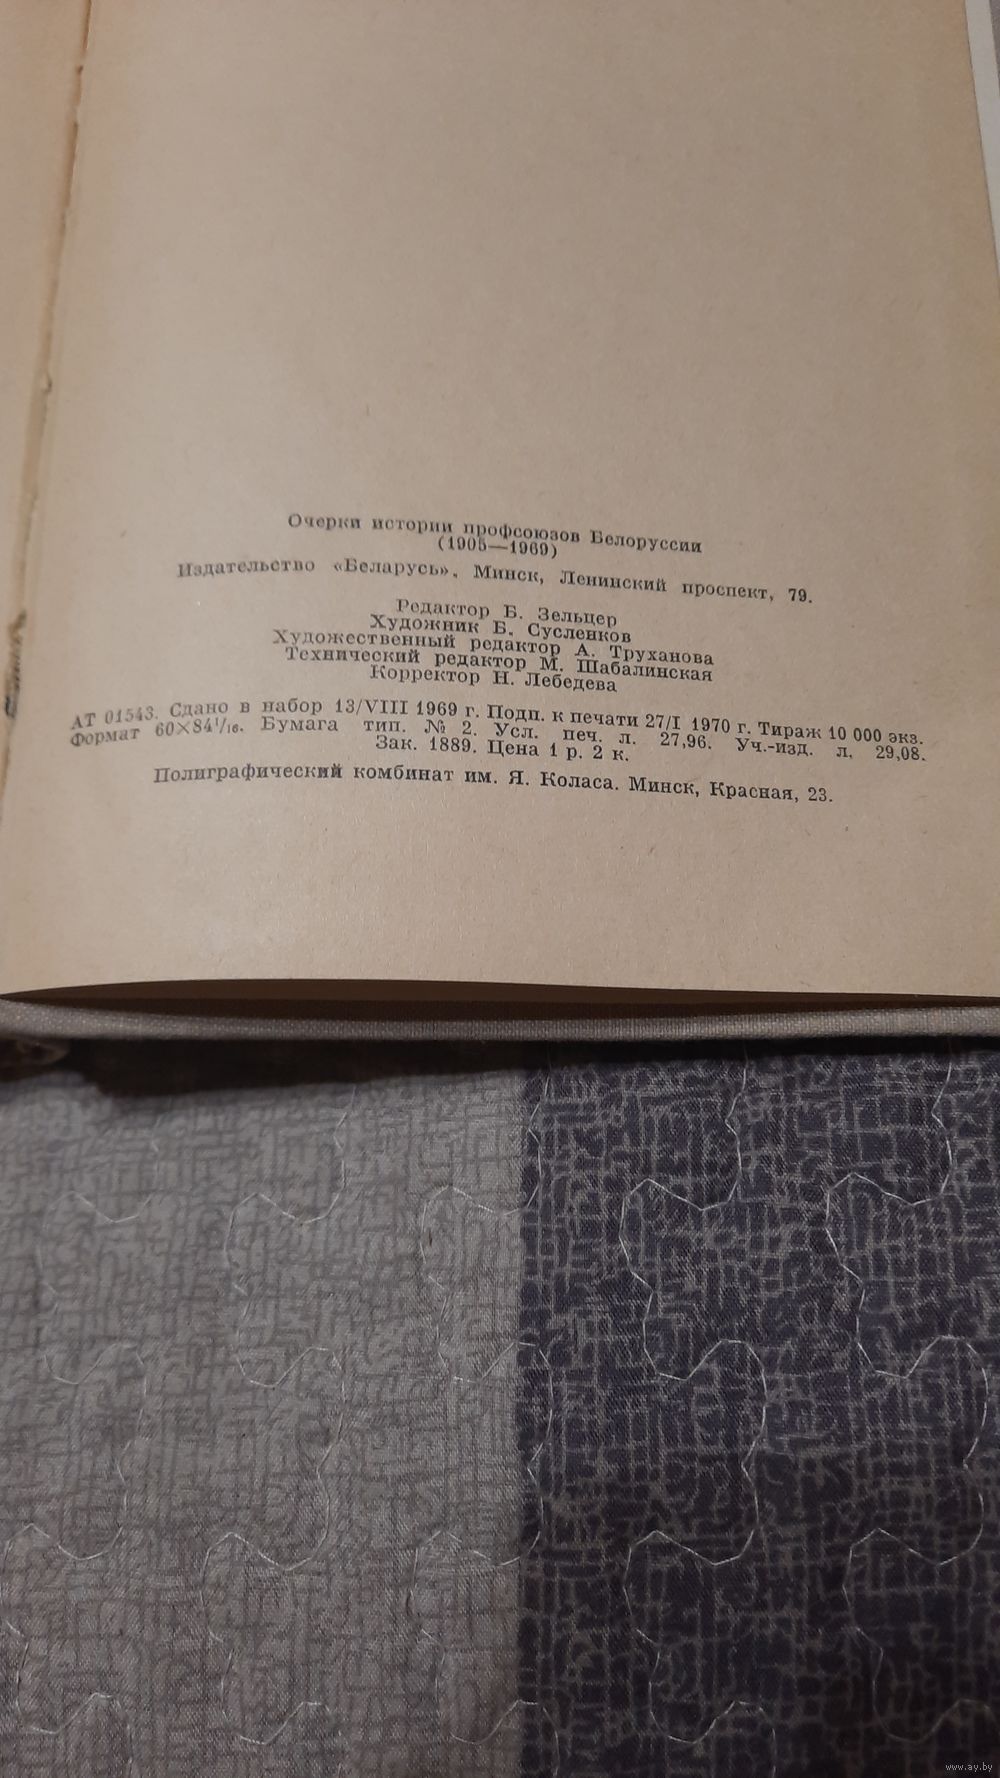 Очерки истории профсоюзов Белоруссии
(1905—1969)
Издательство «Беларусь». Минск, Ленинский проспект, 79.
Редактор Б. Зельцер
Художник Б. Сусленков
Художественный редактор А. Труханова
Технический редактор М. Шабалинская
Корректор Н. Лебедева
АТ 01543. Сдано в набор 13/VIII 1969 г. Подп. к печати 27/I 1970 г. Тираж 10 000 экз.
Формат 60×84¹/₁₆. Бумага тип. № 2. Усл. печ. л. 27,96. Уч.-изд. л. 29,08.
Зак. 1889. Цена 1 р. 2 к.
Полиграфический комбинат им. Я. Коласа. Минск, Красная, 23.
www.ay.by